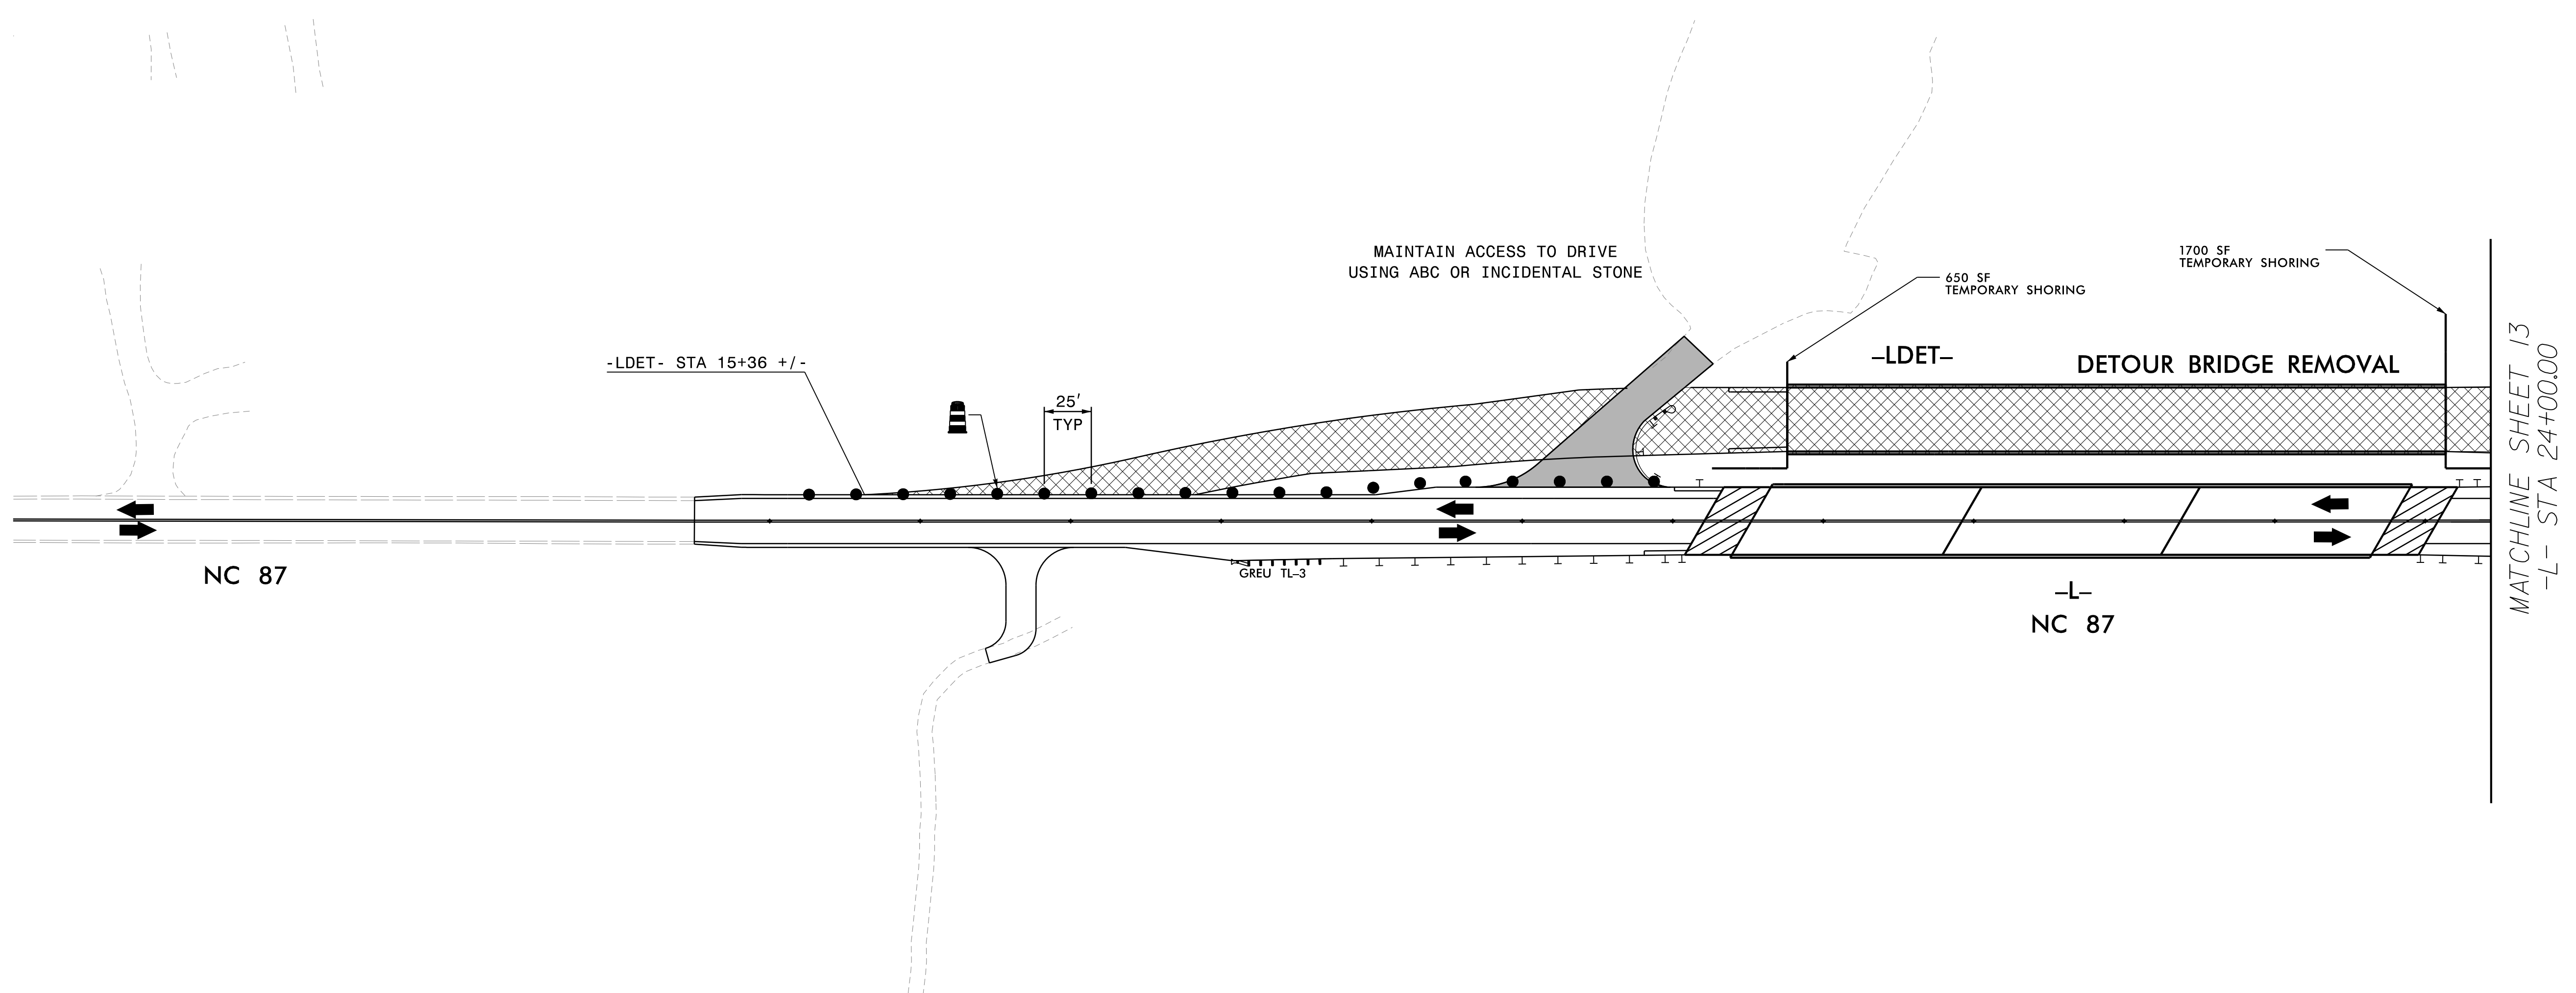 MAINTAIN ACCESS TO DRIVE
USING ABC OR INCIDENTAL STONE
1700 SF
TEMPORARY SHORING
650 SF
TEMPORARY SHORING
-LDET- STA 15+36 +/-
25'
TYP
–LDET–
DETOUR BRIDGE REMOVAL
MATCHLINE SHEET 13
-L- STA 24+00.00
NC 87
GREU TL–3
–L–
NC 87